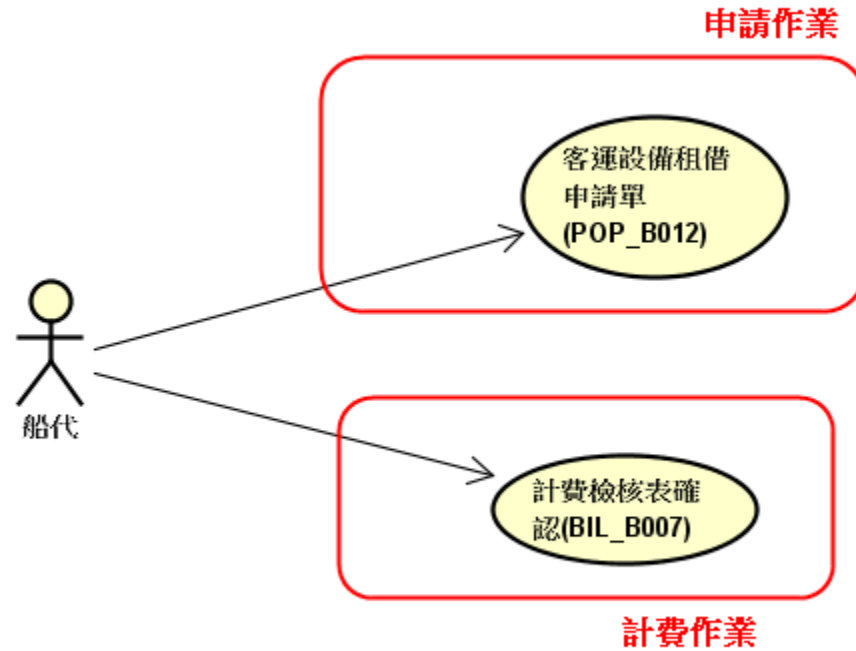 申請作業
客運設備租借
申請單
(POP_B012)
船代
計費檢核表確
認(BIL_B007)
計費作業